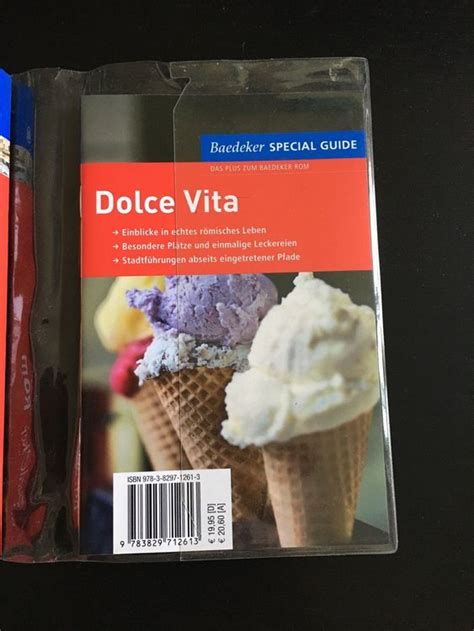 Baedeker SPECIAL GUIDE
DAS PLUS ZUM BAEDEKER ROM
Dolce Vita
→ Einblicke in echtes römisches Leben
→ Besondere Plätze und einmalige Leckereien
→ Stadtführungen abseits eingetretener Pfade
ISBN 978-3-8297-1261-3
9 783829 712613
€ 19,95 [D]
€ 20,60 [A]